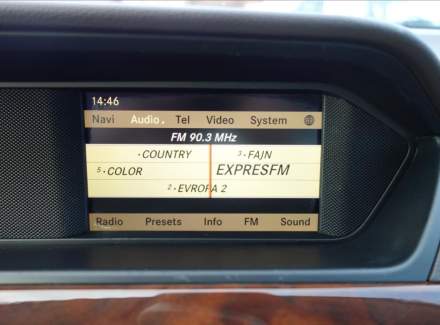 14:46
Navi Audio Tel Video System
FM 90.3 MHz
COUNTRY 3 FAJN
5 COLOR EXPRESFM
2 EVROPA 2
Radio Presets Info FM Sound